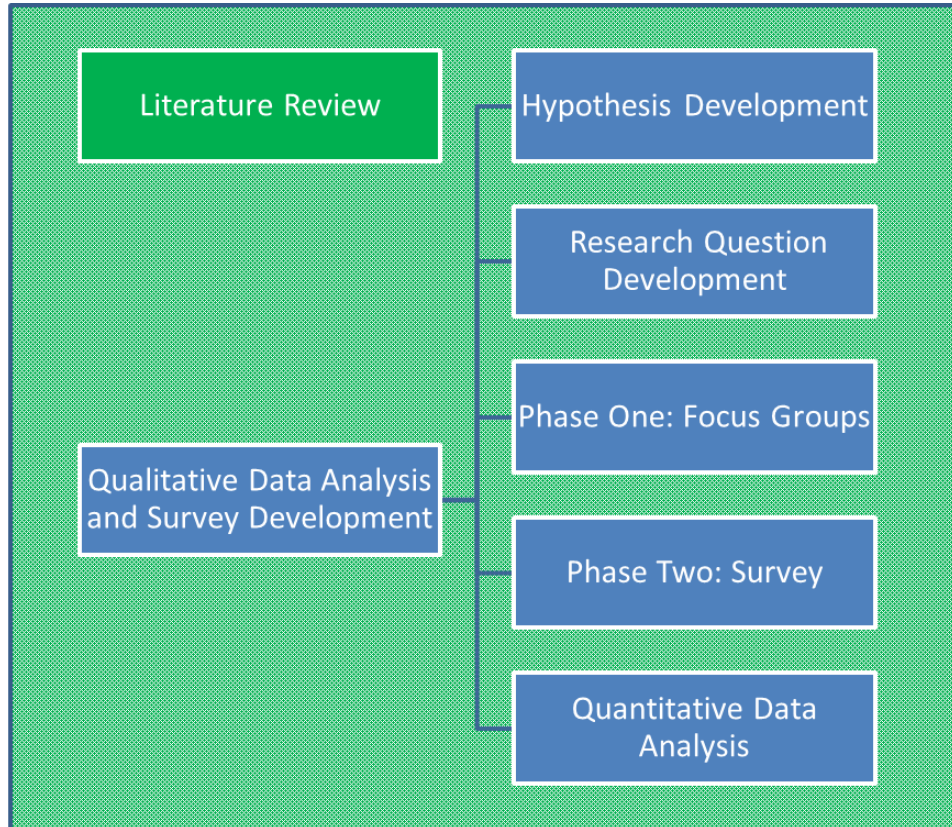 Literature Review
Hypothesis Development
Research Question
Development
Phase One: Focus Groups
Qualitative Data Analysis
and Survey Development
Phase Two: Survey
Quantitative Data
Analysis